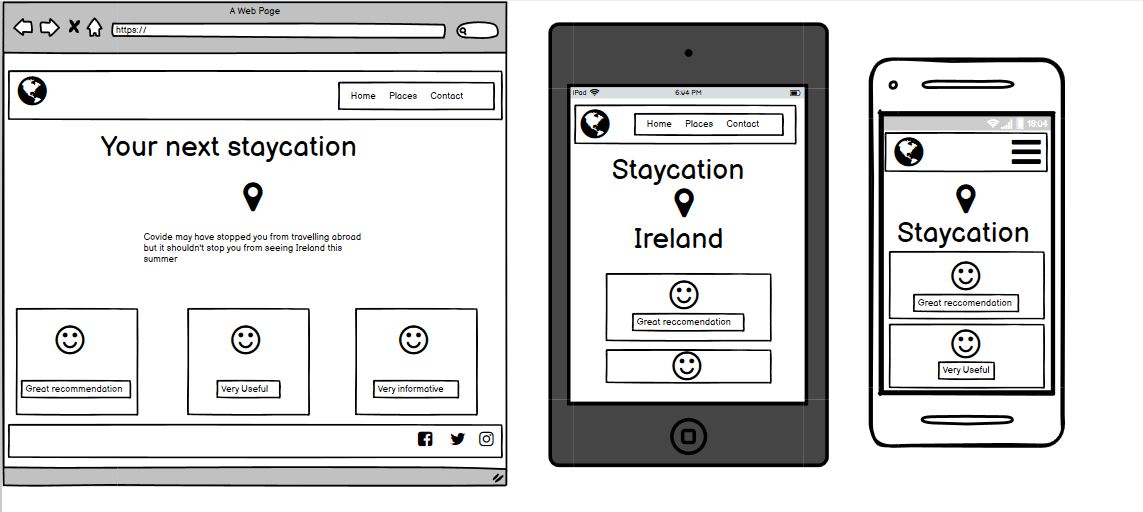 A Web Page
https://
Home Places Contact
Your next staycation
Covide may have stopped you from travelling abroad
but it shouldn't stop you from seeing Ireland this
summer
Great recommendation
Very Useful
Very informative
iPad 6:04 PM
Home Places Contact
Staycation
Ireland
Great reccomendation
18:04
Staycation
Great reccomendation
Very Useful